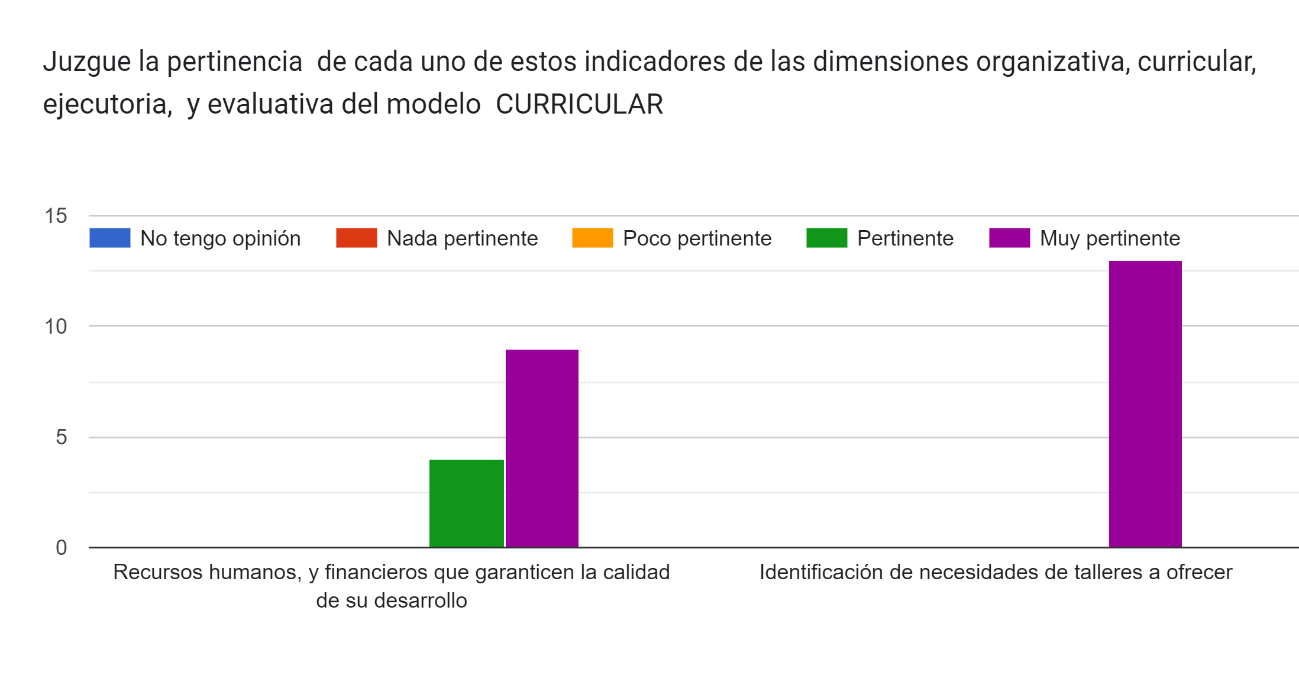 Juzgue la pertinencia  de cada uno de estos indicadores de las dimensiones organizativa, curricular,
ejecutoria,  y evaluativa del modelo  CURRICULAR
15
No tengo opinión
Nada pertinente
Poco pertinente
Pertinente
Muy pertinente
10
5
0
Recursos humanos, y financieros que garanticen la calidad
de su desarrollo
Identificación de necesidades de talleres a ofrecer